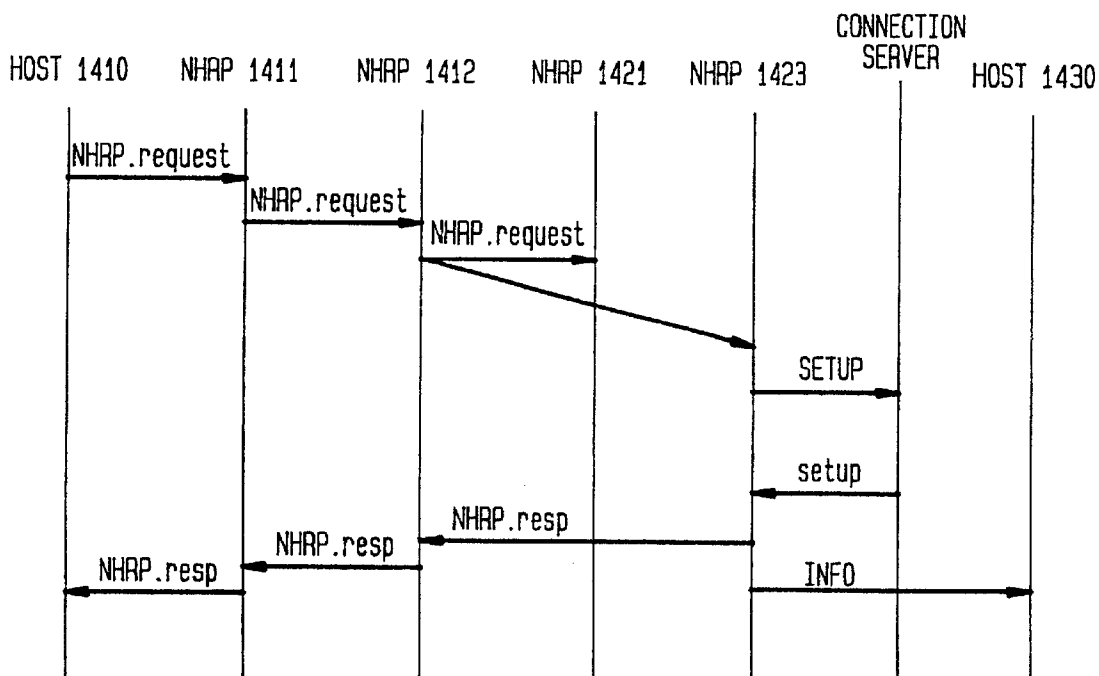 CONNECTION
SERVER
HOST 1410 NHRP 1411 NHRP 1412 NHRP 1421 NHRP 1423 HOST 1430
NHRP.request
NHRP.request
NHRP.request
SETUP
setup
NHRP.resp
NHRP.resp
NHRP.resp
INFO